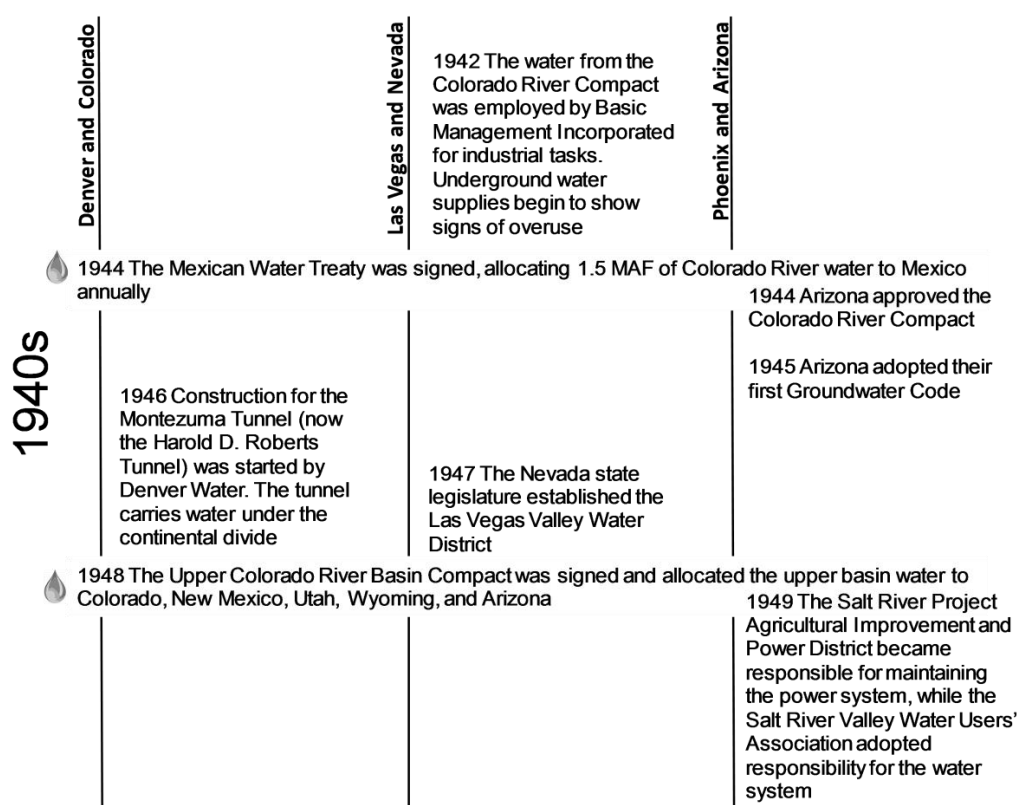 Denver and Colorado
Las Vegas and Nevada
Phoenix and Arizona
1940s
1942 The water from the
Colorado River Compact
was employed by Basic
Management Incorporated
for industrial tasks.
Underground water
supplies begin to show
signs of overuse
1944 The Mexican Water Treaty was signed, allocating 1.5 MAF of Colorado River water to Mexico
annually
1944 Arizona approved the
Colorado River Compact
1945 Arizona adopted their
first Groundwater Code
1946 Construction for the
Montezuma Tunnel (now
the Harold D. Roberts
Tunnel) was started by
Denver Water. The tunnel
carries water under the
continental divide
1947 The Nevada state
legislature established the
Las Vegas Valley Water
District
1948 The Upper Colorado River Basin Compact was signed and allocated the upper basin water to
Colorado, New Mexico, Utah, Wyoming, and Arizona
1949 The Salt River Project
Agricultural Improvement and
Power District became
responsible for maintaining
the power system, while the
Salt River Valley Water Users'
Association adopted
responsibility for the water
system